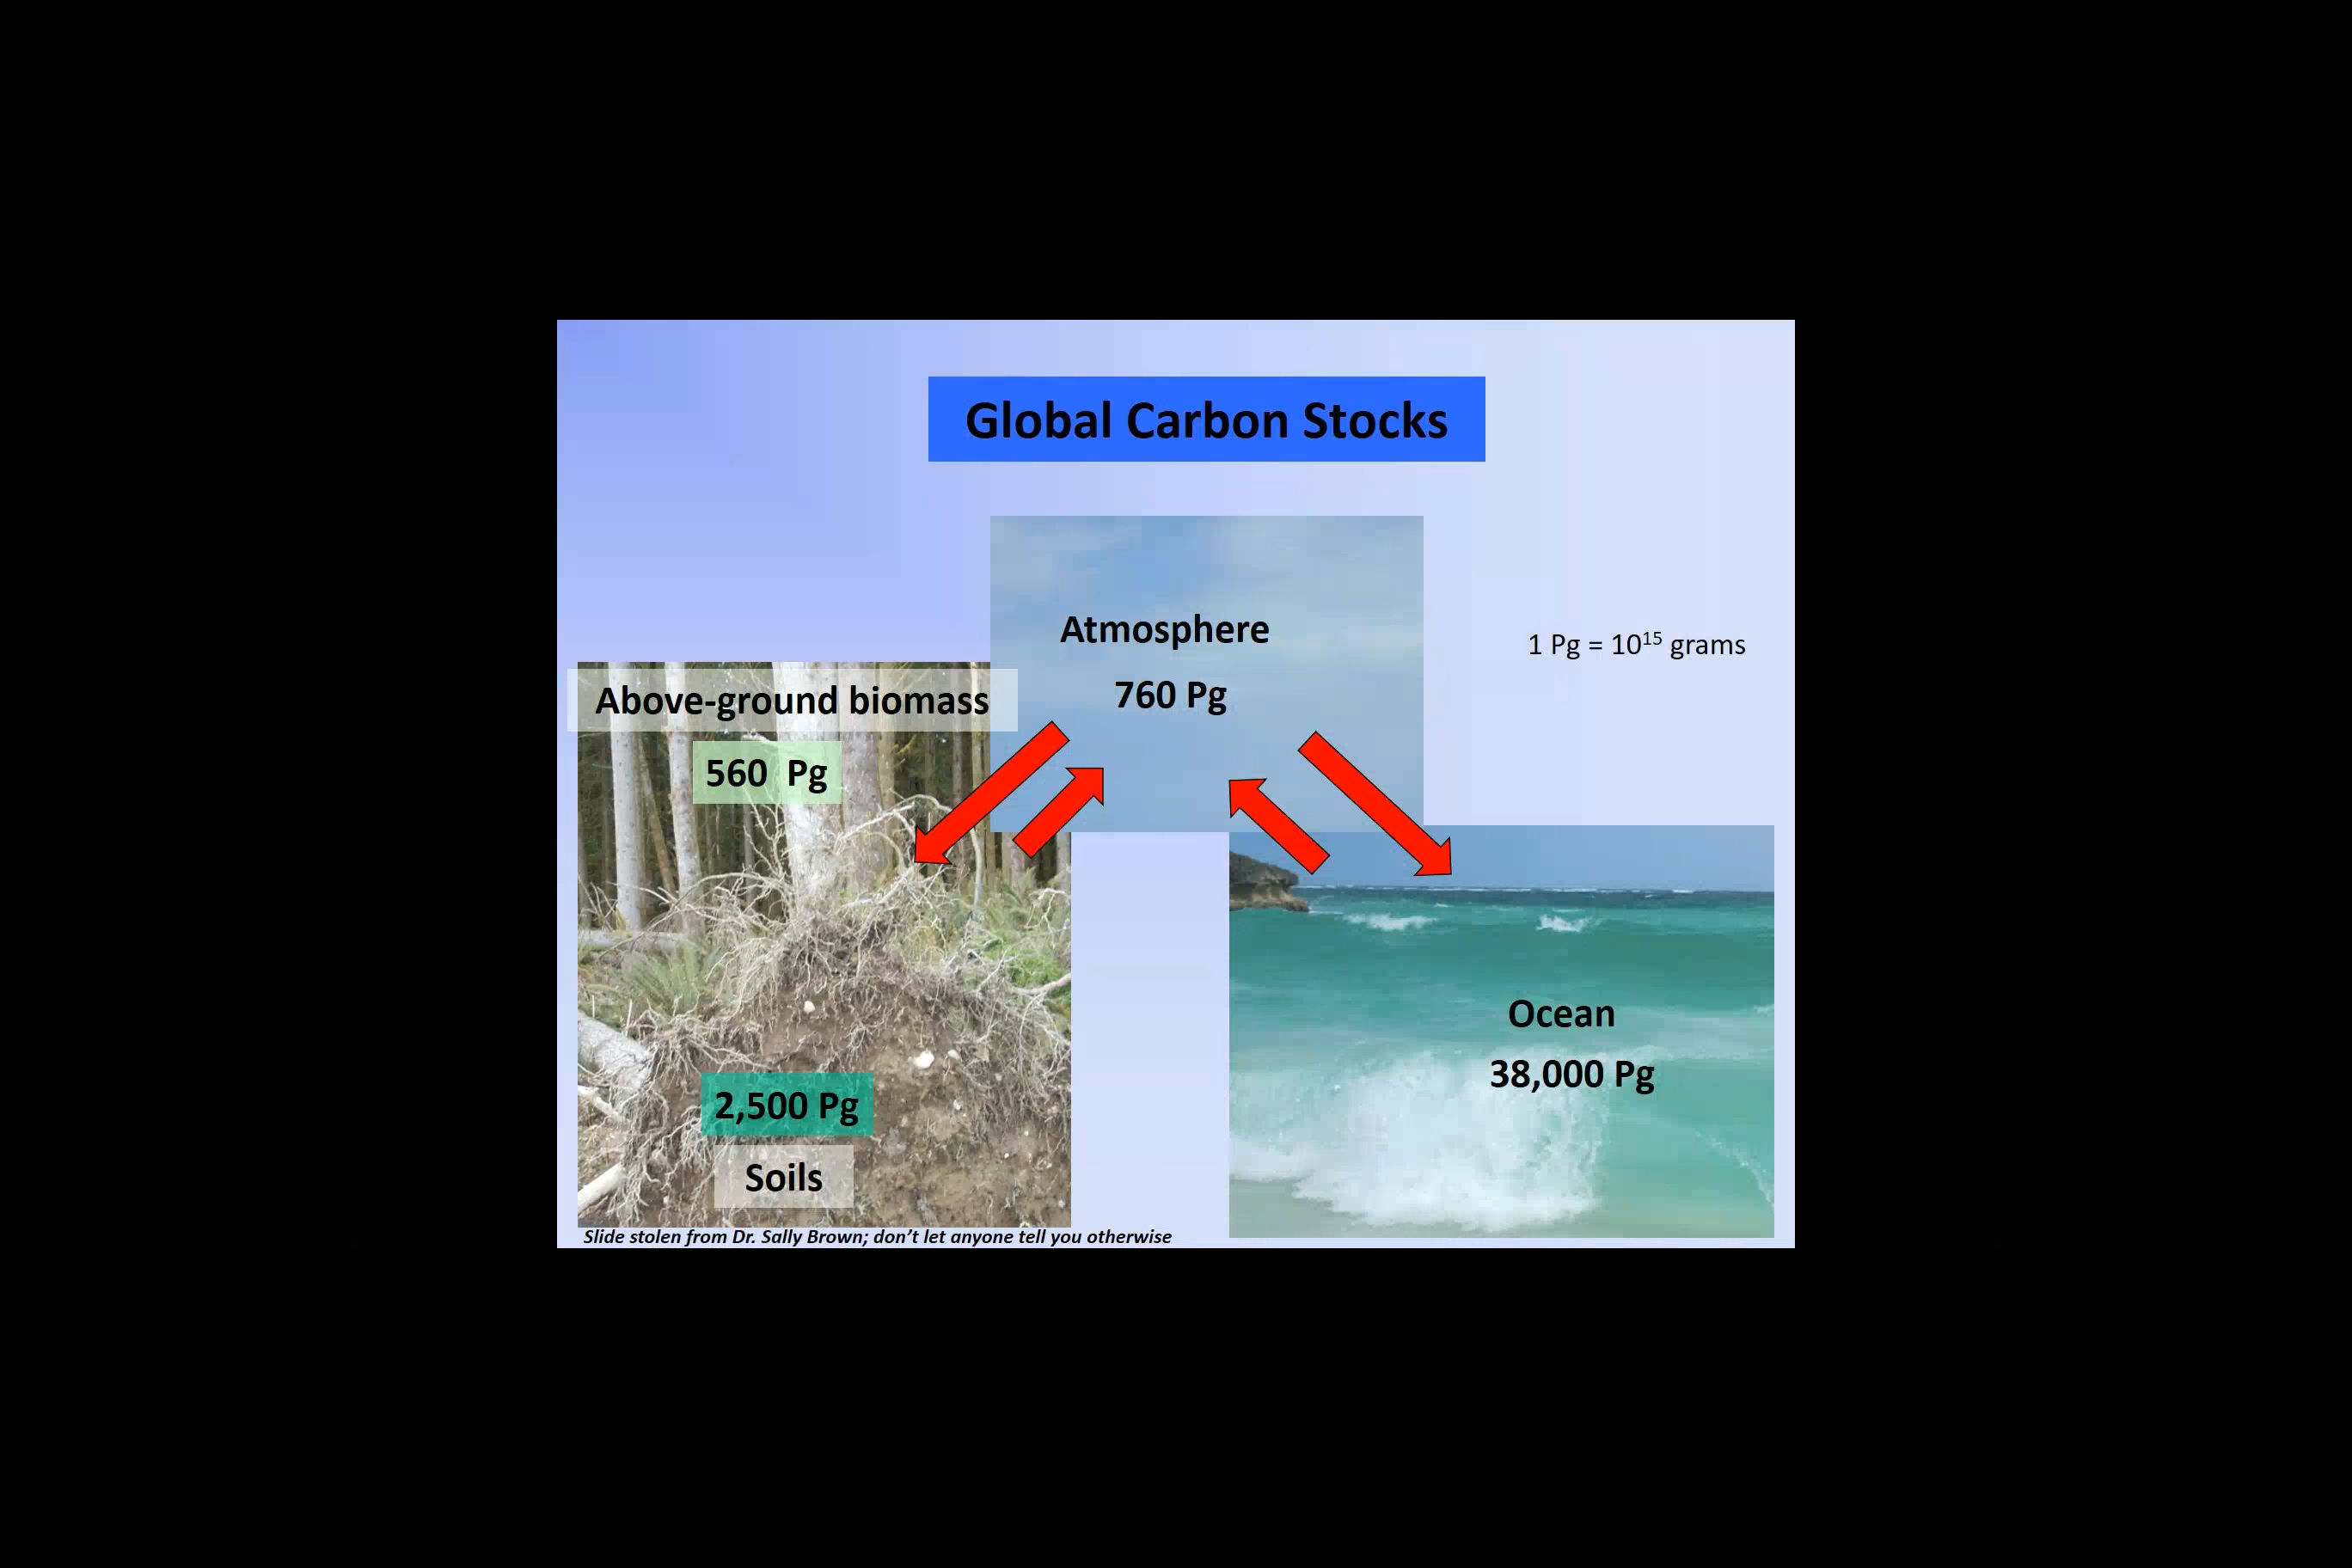 Global Carbon Stocks
Atmosphere
760 Pg
1 Pg = 10¹⁵ grams
Above-ground biomass
560 Pg
2,500 Pg
Soils
Ocean
38,000 Pg
Slide stolen from Dr. Sally Brown; don’t let anyone tell you otherwise